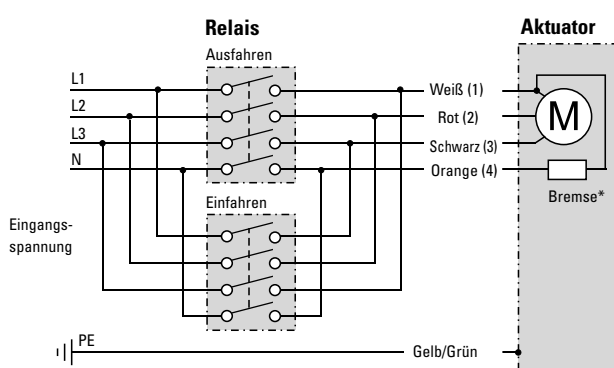 Relais
Aktuator
Ausfahren
L1
L2
L3
N
Weiß (1)
Rot (2)
Schwarz (3)
Orange (4)
M
Bremse*
Einfahren
Eingangs-
spannung
PE
Gelb/Grün